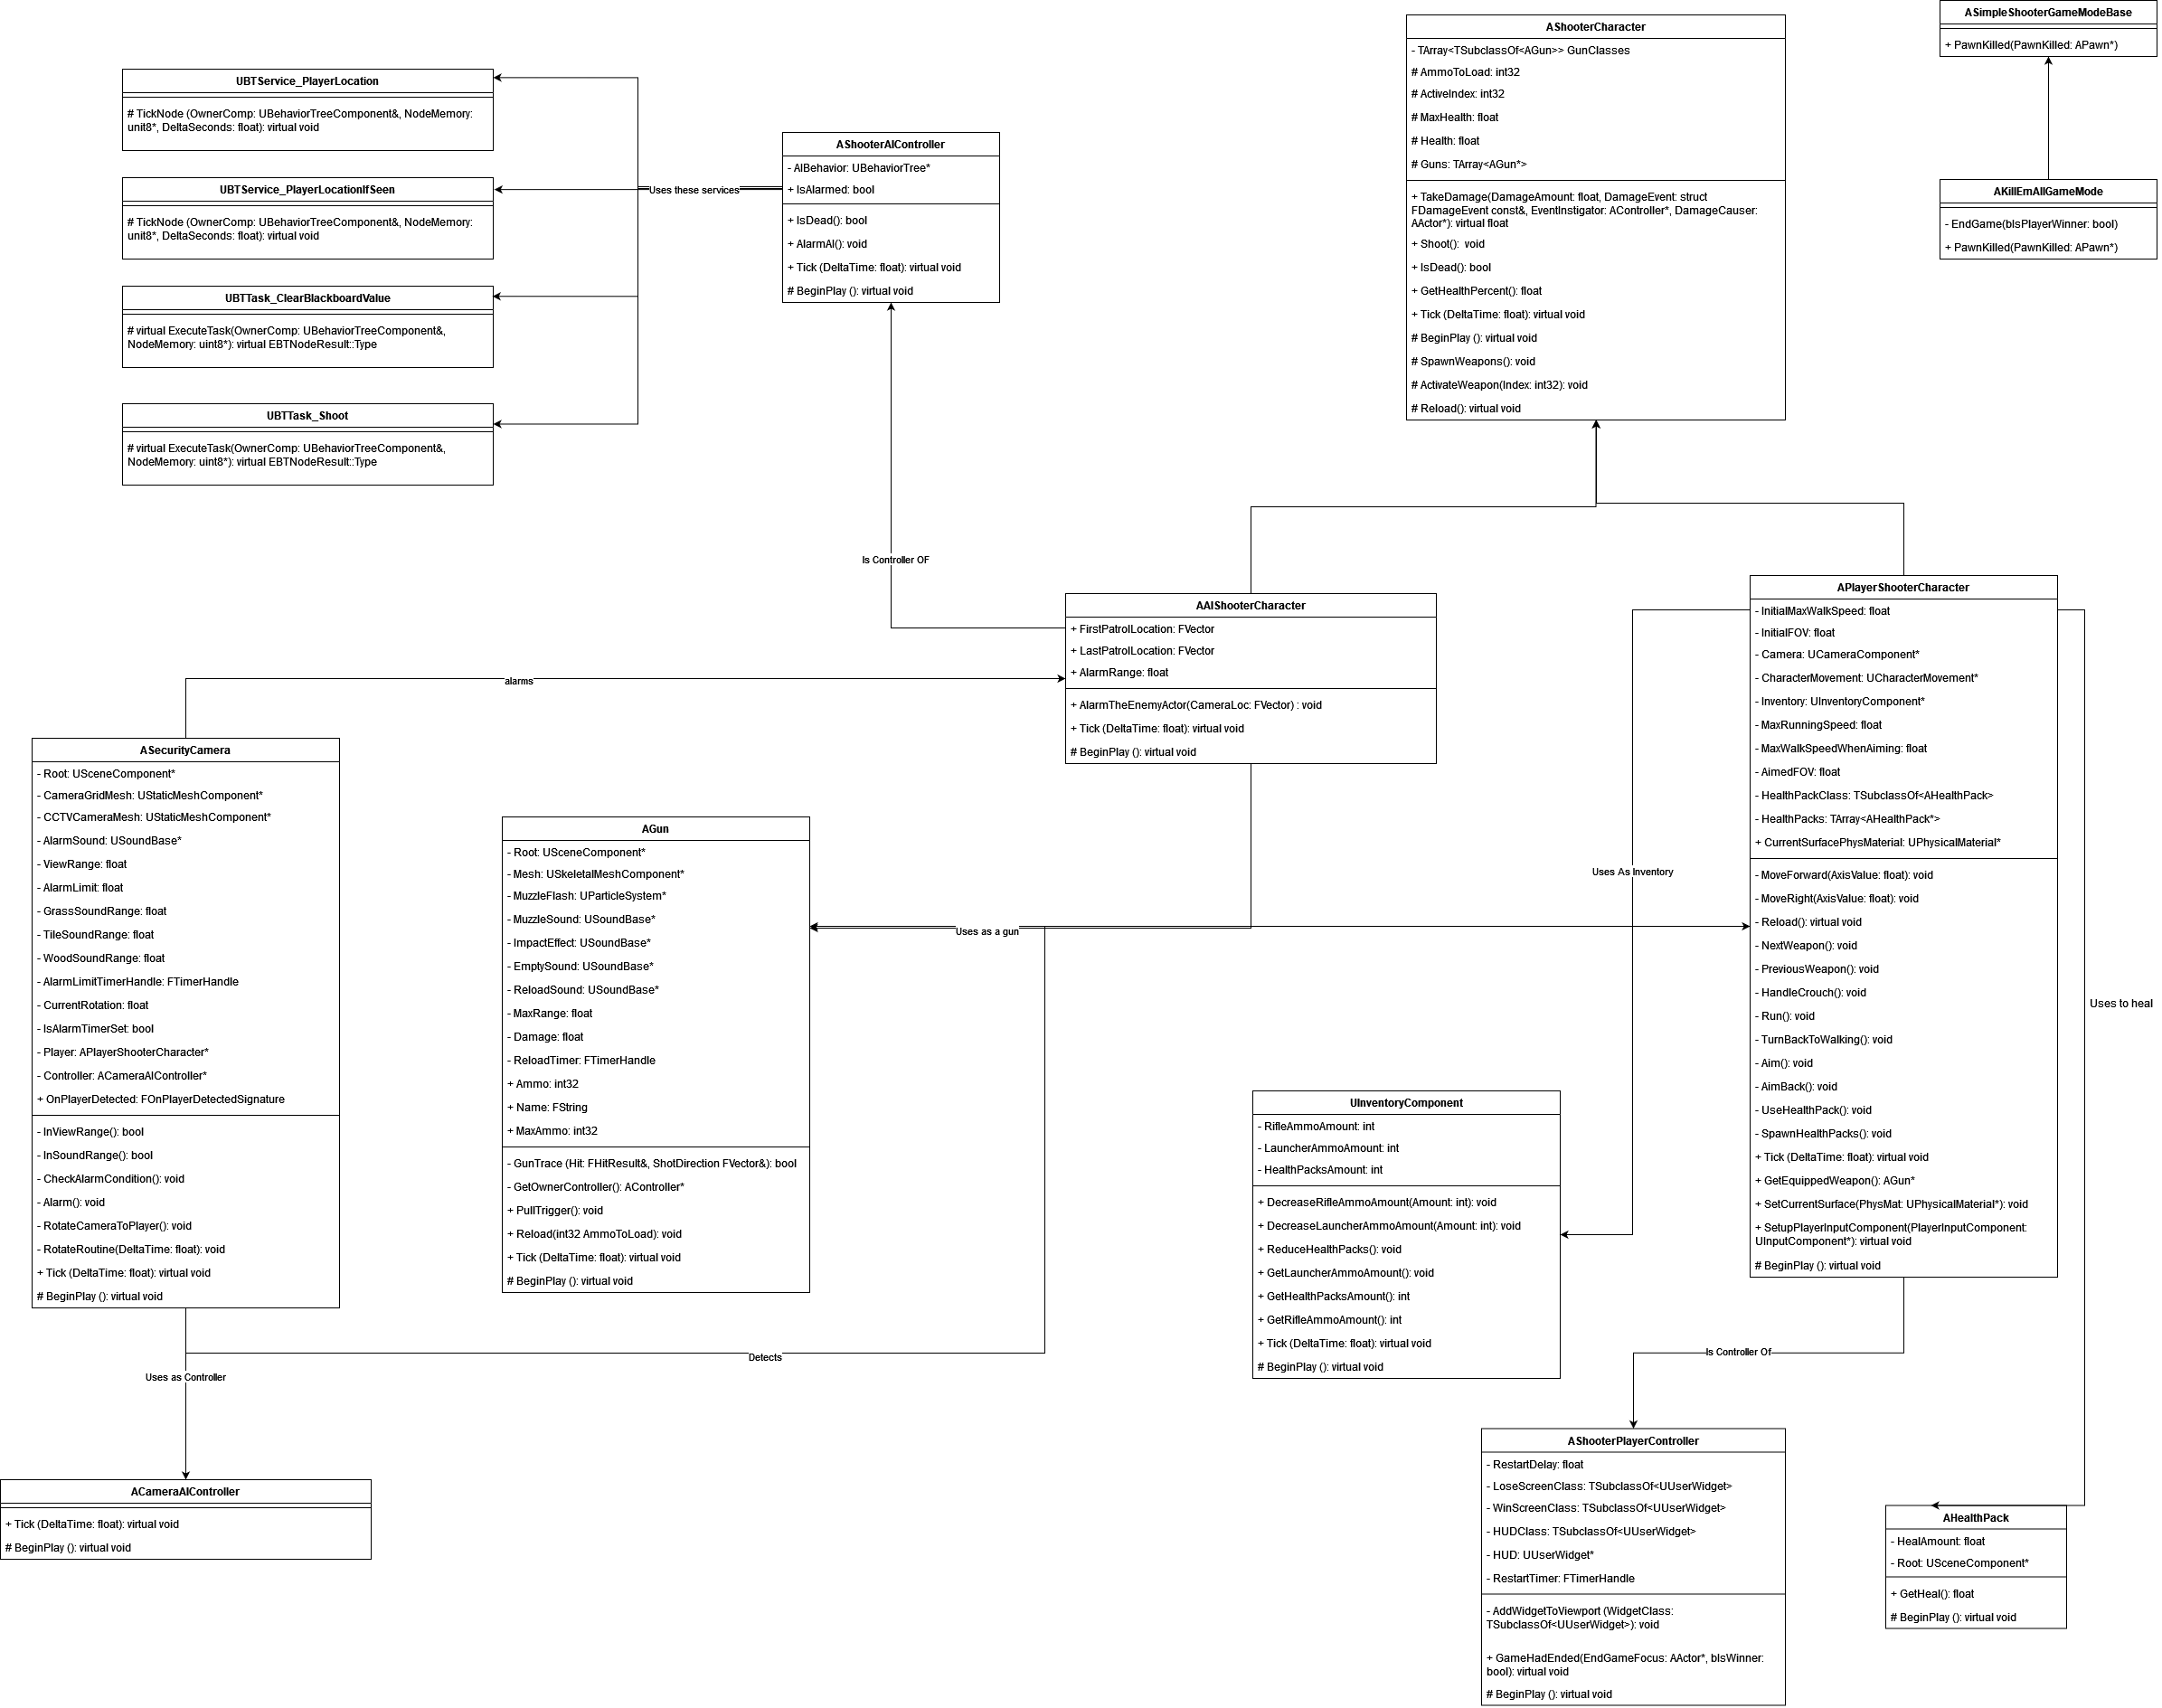 ASimpleShooterGameModeBase
+ PawnKilled(PawnKilled: APawn*)
AShooterCharacter
- TArray<TSubclassOf<AGun>> GunClasses
# AmmoToLoad: int32
# ActiveIndex: int32
# MaxHealth: float
# Health: float
# Guns: TArray<AGun*>
+ TakeDamage(DamageAmount: float, DamageEvent: struct
FDamageEvent const&, EventInstigator: AController*, DamageCauser:
AActor*): virtual float
+ Shoot():  void
+ IsDead(): bool
+ GetHealthPercent(): float
+ Tick (DeltaTime: float): virtual void
# BeginPlay (): virtual void
# SpawnWeapons(): void
# ActivateWeapon(Index: int32): void
# Reload(): virtual void
UBTService_PlayerLocation
# TickNode (OwnerComp: UBehaviorTreeComponent&, NodeMemory:
unit8*, DeltaSeconds: float): virtual void
UBTService_PlayerLocationIfSeen
# TickNode (OwnerComp: UBehaviorTreeComponent&, NodeMemory:
unit8*, DeltaSeconds: float): virtual void
UBTTask_ClearBlackboardValue
# virtual ExecuteTask(OwnerComp: UBehaviorTreeComponent&,
NodeMemory: uint8*): virtual EBTNodeResult::Type
UBTTask_Shoot
# virtual ExecuteTask(OwnerComp: UBehaviorTreeComponent&,
NodeMemory: uint8*): virtual EBTNodeResult::Type
Uses these services
AShooterAIController
- AIBehavior: UBehaviorTree*
+ IsAlarmed: bool
+ IsDead(): bool
+ AlarmAI(): void
+ Tick (DeltaTime: float): virtual void
# BeginPlay (): virtual void
AKillEmAllGameMode
- EndGame(bIsPlayerWinner: bool)
+ PawnKilled(PawnKilled: APawn*)
Is Controller OF
AAIShooterCharacter
+ FirstPatrolLocation: FVector
+ LastPatrolLocation: FVector
+ AlarmRange: float
+ AlarmTheEnemyActor(CameraLoc: FVector) : void
+ Tick (DeltaTime: float): virtual void
# BeginPlay (): virtual void
APlayerShooterCharacter
- InitialMaxWalkSpeed: float
- InitialFOV: float
- Camera: UCameraComponent*
- CharacterMovement: UCharacterMovement*
- Inventory: UInventoryComponent*
- MaxRunningSpeed: float
- MaxWalkSpeedWhenAiming: float
- AimedFOV: float
- HealthPackClass: TSubclassOf<AHealthPack>
- HealthPacks: TArray<AHealthPack*>
+ CurrentSurfacePhysMaterial: UPhysicalMaterial*
- MoveForward(AxisValue: float): void
- MoveRight(AxisValue: float): void
- Reload(): virtual void
- NextWeapon(): void
- PreviousWeapon(): void
- HandleCrouch(): void
- Run(): void
- TurnBackToWalking(): void
- Aim(): void
- AimBack(): void
- UseHealthPack(): void
- SpawnHealthPacks(): void
+ Tick (DeltaTime: float): virtual void
+ GetEquippedWeapon(): AGun*
+ SetCurrentSurface(PhysMat: UPhysicalMaterial*): void
+ SetupPlayerInputComponent(PlayerInputComponent:
UInputComponent*): virtual void
# BeginPlay (): virtual void
alarms
ASecurityCamera
- Root: USceneComponent*
- CameraGridMesh: UStaticMeshComponent*
- CCTVCameraMesh: UStaticMeshComponent*
- AlarmSound: USoundBase*
- ViewRange: float
- AlarmLimit: float
- GrassSoundRange: float
- TileSoundRange: float
- WoodSoundRange: float
- AlarmLimitTimerHandle: FTimerHandle
- CurrentRotation: float
- IsAlarmTimerSet: bool
- Player: APlayerShooterCharacter*
- Controller: ACameraAIController*
+ OnPlayerDetected: FOnPlayerDetectedSignature
- InViewRange(): bool
- InSoundRange(): bool
- CheckAlarmCondition(): void
- Alarm(): void
- RotateCameraToPlayer(): void
- RotateRoutine(DeltaTime: float): void
+ Tick (DeltaTime: float): virtual void
# BeginPlay (): virtual void
AGun
- Root: USceneComponent*
- Mesh: USkeletalMeshComponent*
- MuzzleFlash: UParticleSystem*
- MuzzleSound: USoundBase*
- ImpactEffect: USoundBase*
- EmptySound: USoundBase*
- ReloadSound: USoundBase*
- MaxRange: float
- Damage: float
- ReloadTimer: FTimerHandle
+ Ammo: int32
+ Name: FString
+ MaxAmmo: int32
- GunTrace (Hit: FHitResult&, ShotDirection FVector&): bool
- GetOwnerController(): AController*
+ PullTrigger(): void
+ Reload(int32 AmmoToLoad): void
+ Tick (DeltaTime: float): virtual void
# BeginPlay (): virtual void
Uses as a gun
Uses As Inventory
Uses to heal
UInventoryComponent
- RifleAmmoAmount: int
- LauncherAmmoAmount: int
- HealthPacksAmount: int
+ DecreaseRifleAmmoAmount(Amount: int): void
+ DecreaseLauncherAmmoAmount(Amount: int): void
+ ReduceHealthPacks(): void
+ GetLauncherAmmoAmount(): void
+ GetHealthPacksAmount(): int
+ GetRifleAmmoAmount(): int
+ Tick (DeltaTime: float): virtual void
# BeginPlay (): virtual void
Detects
Uses as Controller
Is Controller Of
ACameraAIController
+ Tick (DeltaTime: float): virtual void
# BeginPlay (): virtual void
AShooterPlayerController
- RestartDelay: float
- LoseScreenClass: TSubclassOf<UUserWidget>
- WinScreenClass: TSubclassOf<UUserWidget>
- HUDClass: TSubclassOf<UUserWidget>
- HUD: UUserWidget*
- RestartTimer: FTimerHandle
- AddWidgetToViewport (WidgetClass:
TSubclassOf<UUserWidget>): void
+ GameHadEnded(EndGameFocus: AActor*, bIsWinner:
bool): virtual void
# BeginPlay (): virtual void
AHealthPack
- HealAmount: float
- Root: USceneComponent*
+ GetHeal(): float
# BeginPlay (): virtual void